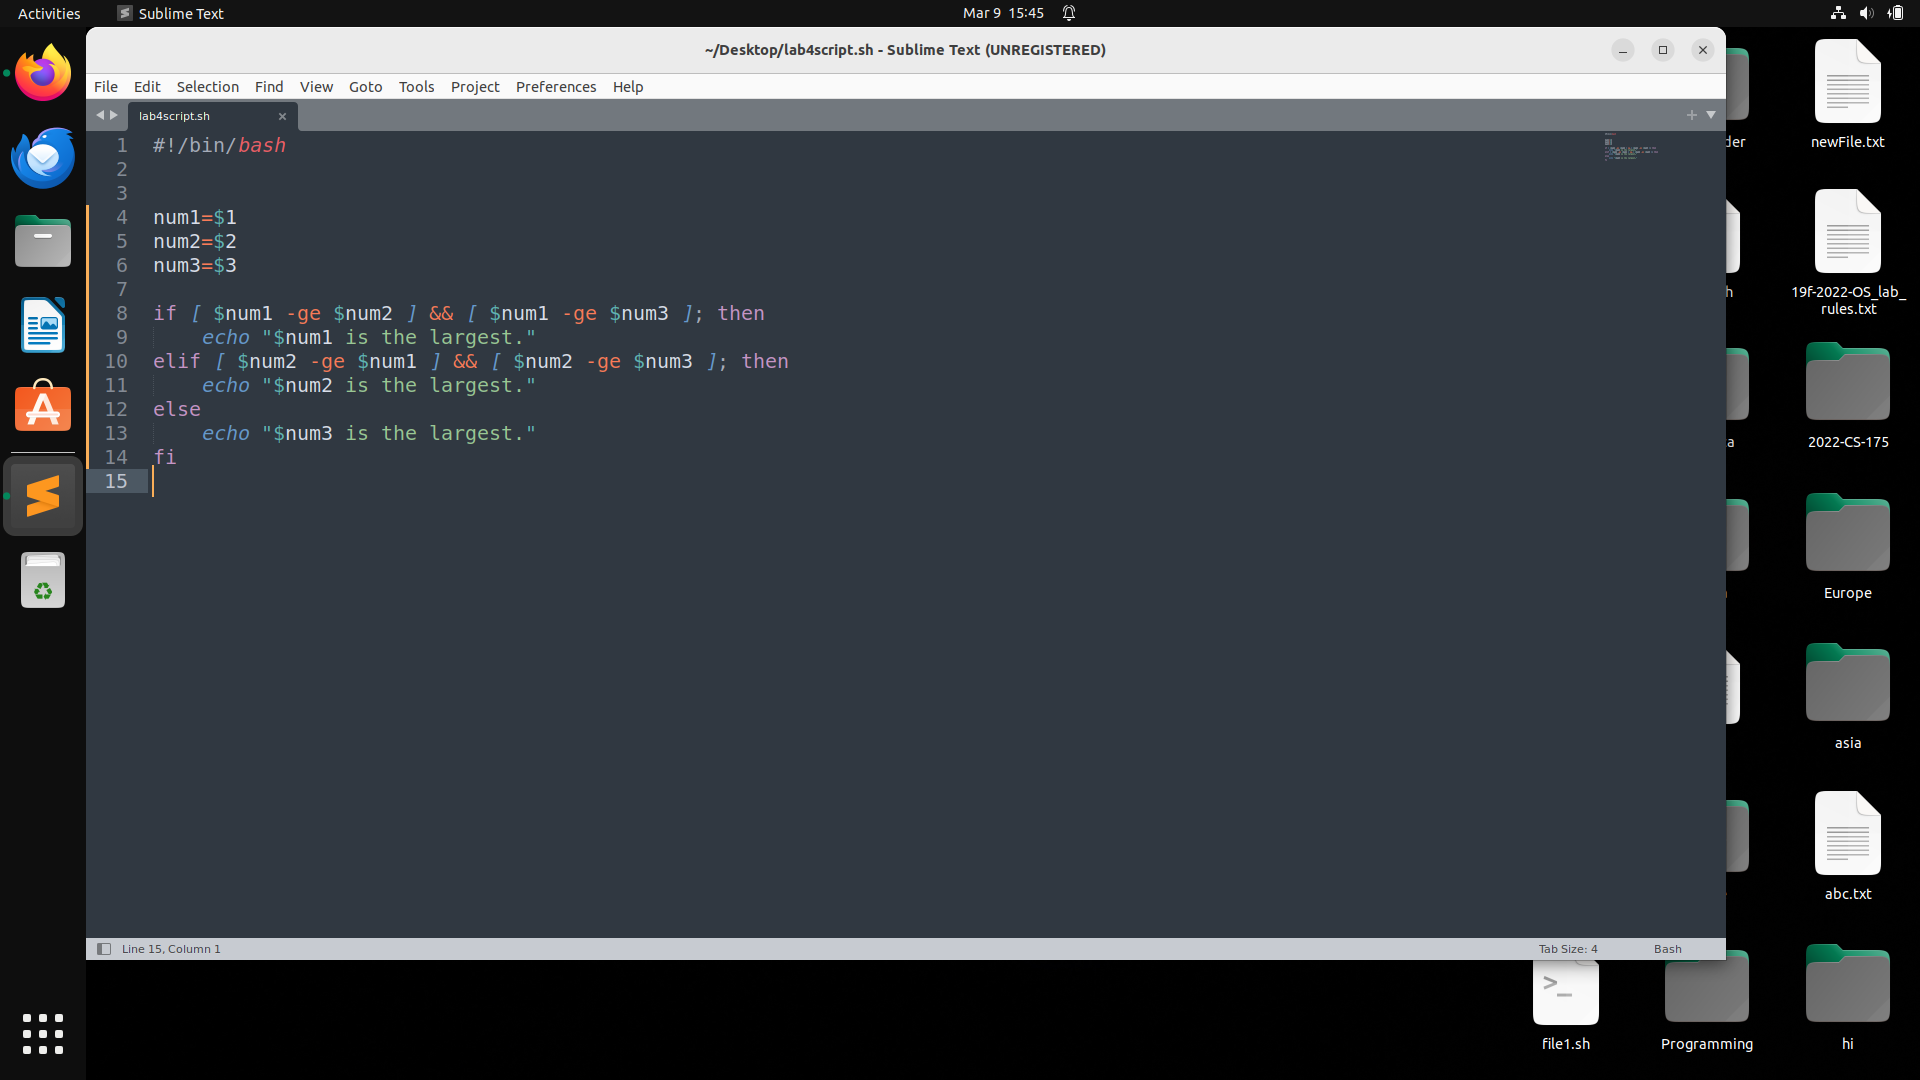 Activities
Sublime Text
Mar 9 15:45
~/Desktop/lab4script.sh - Sublime Text (UNREGISTERED)
File Edit Selection Find View Goto Tools Project Preferences Help
lab4script.sh
1 #!/bin/bash
2
3
4 num1=$1
5 num2=$2
6 num3=$3
7
8 if [ $num1 -ge $num2 ] && [ $num1 -ge $num3 ]; then
9 echo "$num1 is the largest."
10 elif [ $num2 -ge $num1 ] && [ $num2 -ge $num3 ]; then
11 echo "$num2 is the largest."
12 else
13 echo "$num3 is the largest."
14 fi
15
Line 15, Column 1
Tab Size: 4
Bash
der
newFile.txt
h
19f-2022-OS_lab_
rules.txt
a
2022-CS-175
Europe
asia
abc.txt
file1.sh
Programming
hi